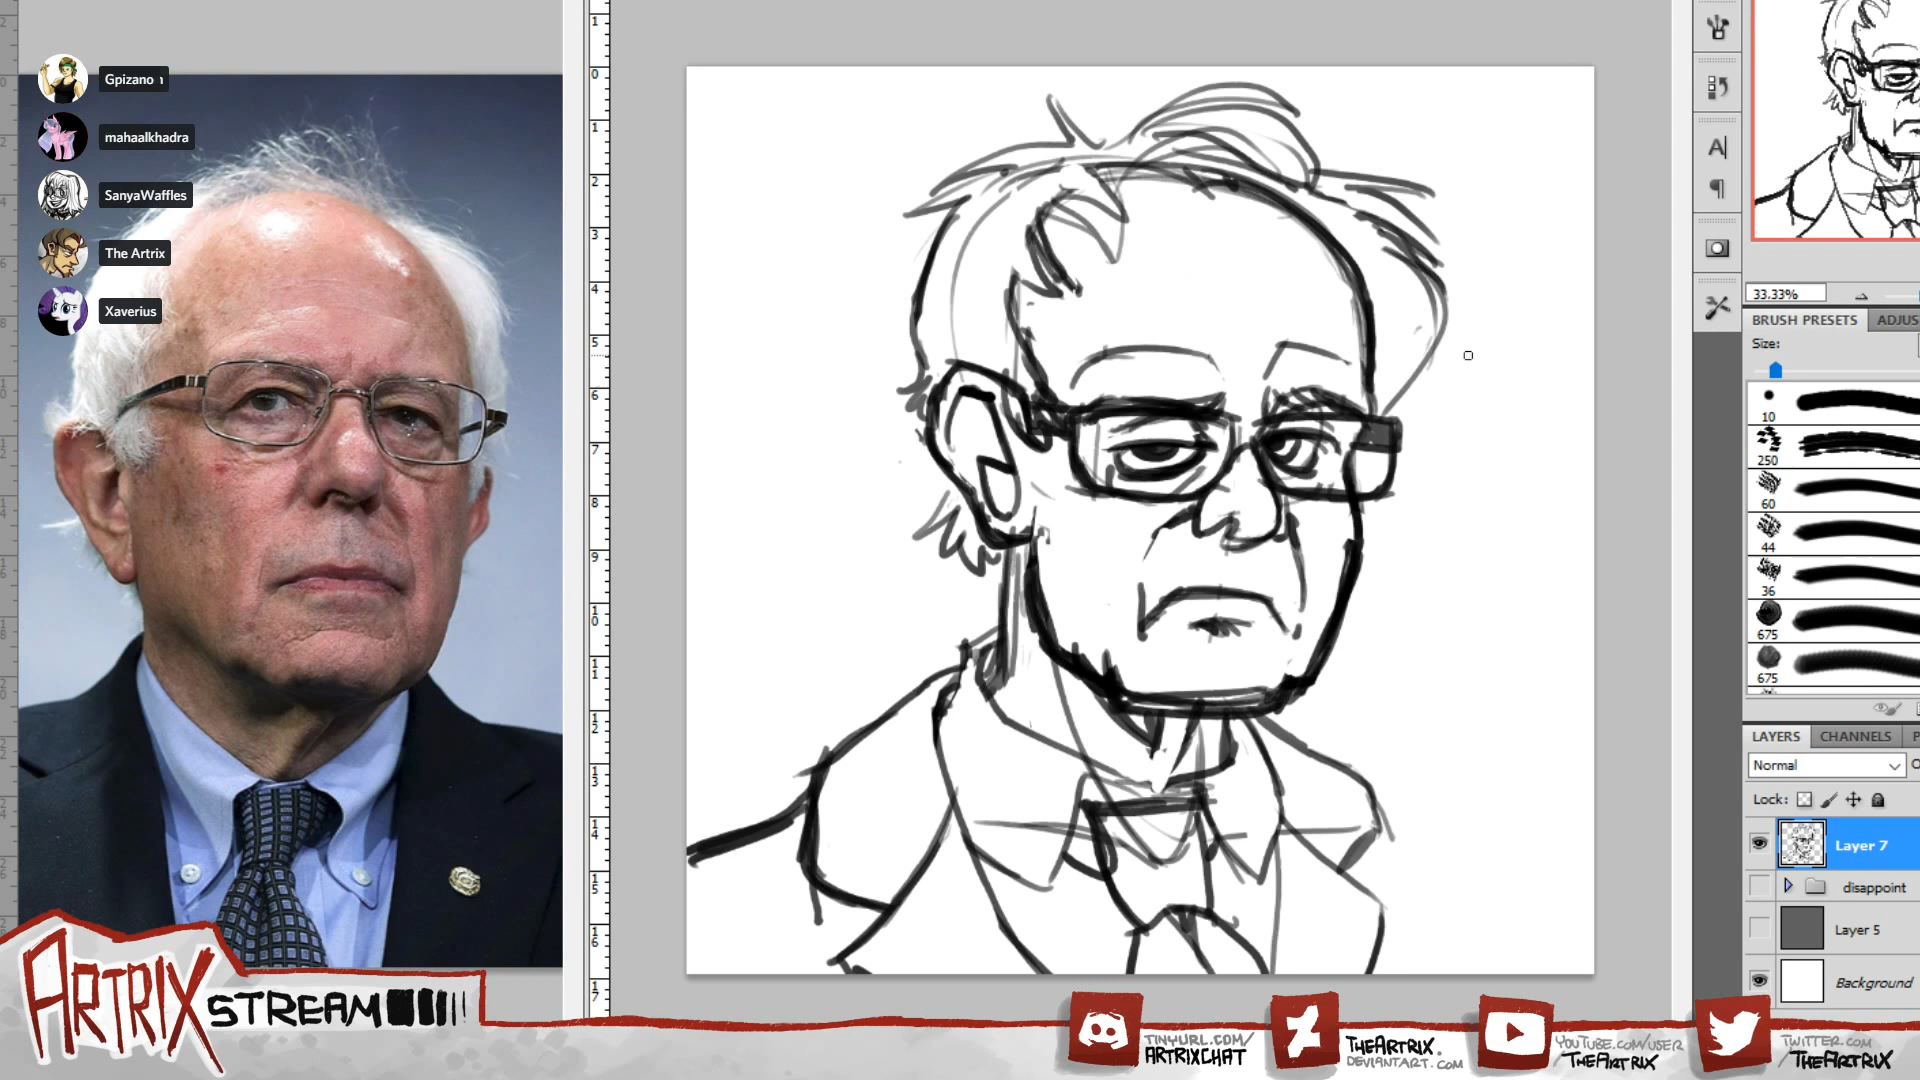 Gpizano
mahaalkhadra
SanyaWaffles
The Artrix
Xaverius
33.33%
BRUSH PRESETS
ADJUS
Size:
10
250
60
44
36
675
675
LAYERS
CHANNELS
P
Normal
Lock:
Layer 7
disappoint
Layer 5
Background
ARTRIX
STREAM
TINYURL.COM/
ARTRIXCHAT
THEARTRIX.
DEVIANTART.COM
YOUTUBE.COM/USER
/THEARTRIX
TWITTER.COM
/THEARTRIX